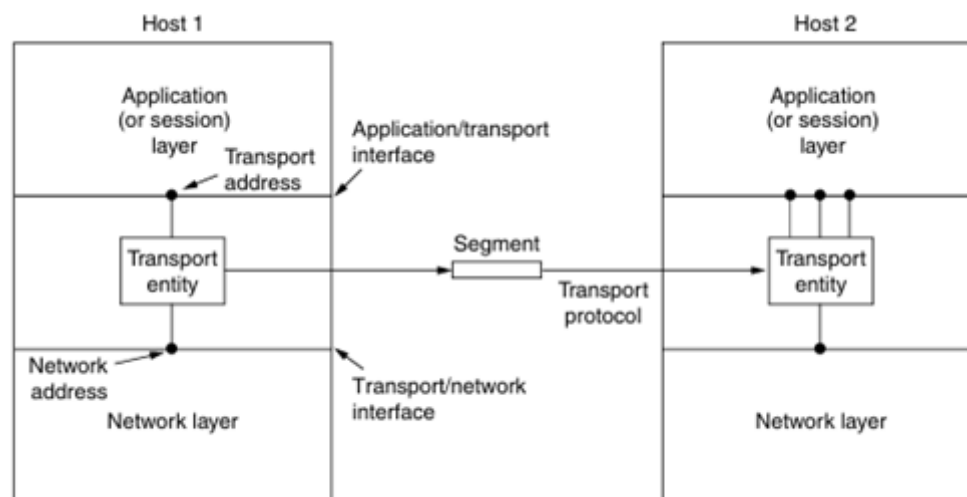 Host 1
Host 2
Application
(or session)
layer
Application/transport
interface
Application
(or session)
layer
Transport
address
Segment
Transport
entity
Transport
protocol
Transport
entity
Network
address
Transport/network
interface
Network layer
Network layer